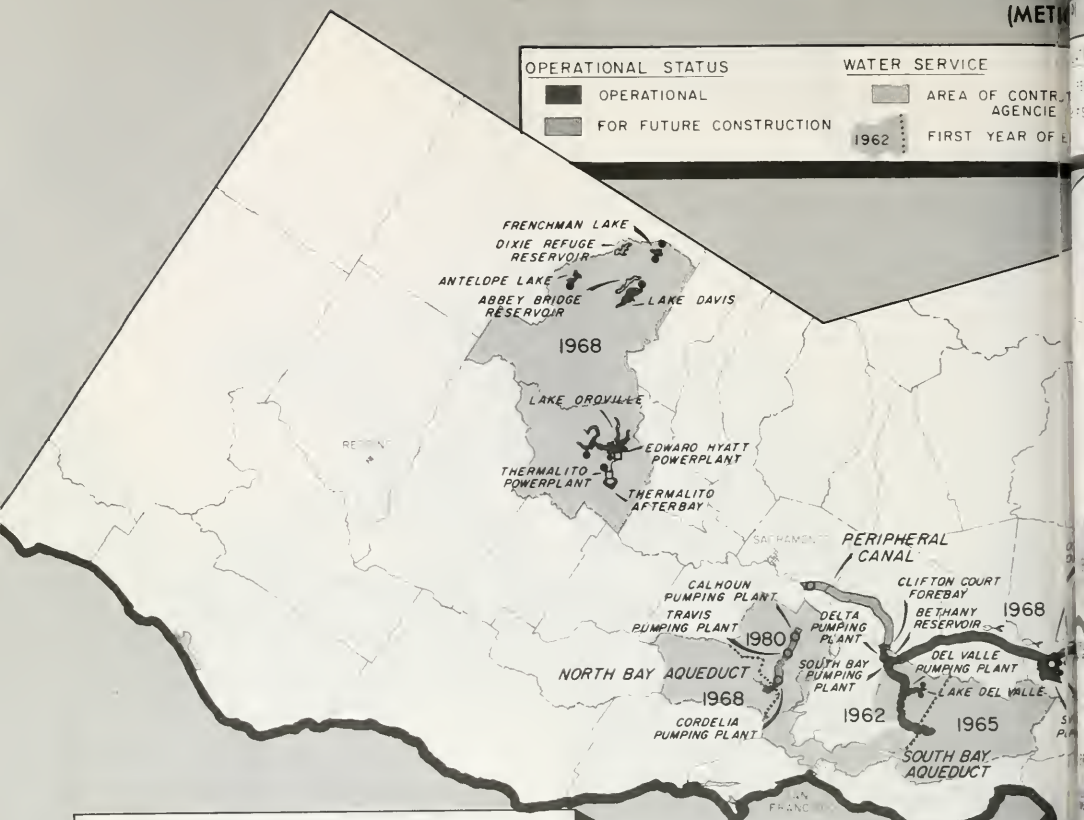 (METR
OPERATIONAL STATUS
OPERATIONAL
FOR FUTURE CONSTRUCTION
WATER SERVICE
AREA OF CONTR
AGENCIE
1962
FIRST YEAR OF
FRENCHMAN LAKE
DIXIE REFUGE
RESERVOIR
ANTELOPE LAKE
ABBEY BRIDGE
RESERVOIR
LAKE DAVIS
1968
LAKE OROVILLE
EDWARD HYATT
POWERPLANT
THERMALITO
POWERPLANT
THERMALITO
AFTERBAY
REDDING
SACRAMENTO
PERIPHERAL
CANAL
CALHOUN
PUMPING PLANT
TRAVIS
PUMPING PLANT
1980
DELTA
PUMPING
PLANT
CLIFTON COURT
FOREBAY
BETHANY
RESERVOIR
1968
NORTH BAY AQUEDUCT
1968
SOUTH BAY
PUMPING
PLANT
DEL VALLE
PUMPING PLANT
LAKE DEL VALLE
CORDELIA
PUMPING PLANT
1962
1965
SOUTH BAY
AQUEDUCT
SAN
FRANCISCO